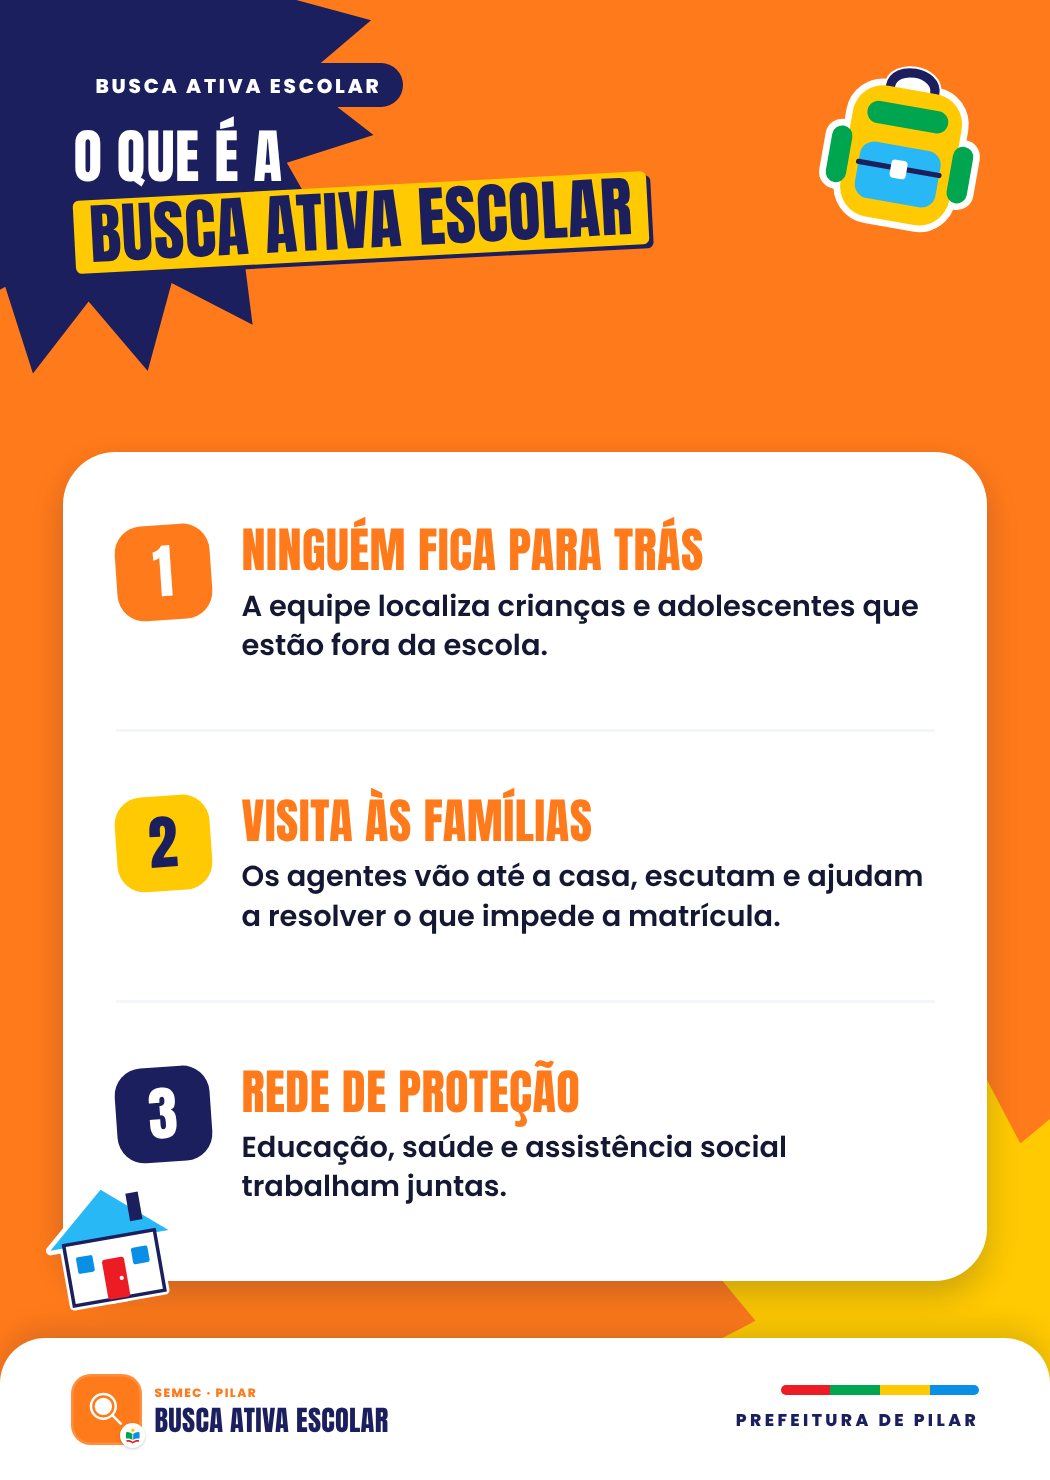 BUSCA ATIVA ESCOLAR
O QUE É A
BUSCA ATIVA ESCOLAR
1
NINGUÉM FICA PARA TRÁS
A equipe localiza crianças e adolescentes que
estão fora da escola.
2
VISITA ÀS FAMÍLIAS
Os agentes vão até a casa, escutam e ajudam
a resolver o que impede a matrícula.
3
REDE DE PROTEÇÃO
Educação, saúde e assistência social
trabalham juntas.
SEMEC · PILAR
BUSCA ATIVA ESCOLAR
PREFEITURA DE PILAR